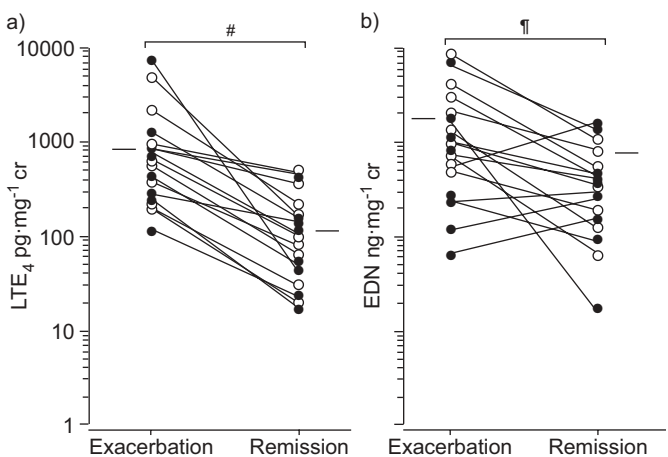 a)
#
10000
1000
100
10
1
LTE₄ pg·mg⁻¹ cr
Exacerbation Remission
b)
¶
EDN ng·mg⁻¹ cr
Exacerbation Remission